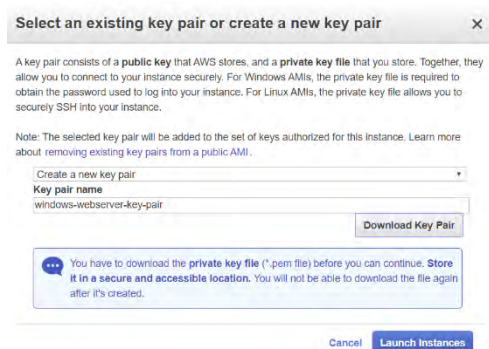 Select an existing key pair or create a new key pair ×
A key pair consists of a public key that AWS stores, and a private key file that you store. Together, they
allow you to connect to your instance securely. For Windows AMIs, the private key file is required to
obtain the password used to log into your instance. For Linux AMIs, the private key file allows you to
securely SSH into your instance.
Note: The selected key pair will be added to the set of keys authorized for this instance. Learn more
about removing existing key pairs from a public AMI.
Create a new key pair
Key pair name
windows-webserver-key-pair
Download Key Pair
You have to download the private key file (*.pem file) before you can continue. Store
it in a secure and accessible location. You will not be able to download the file again
after it's created.
Cancel Launch Instances